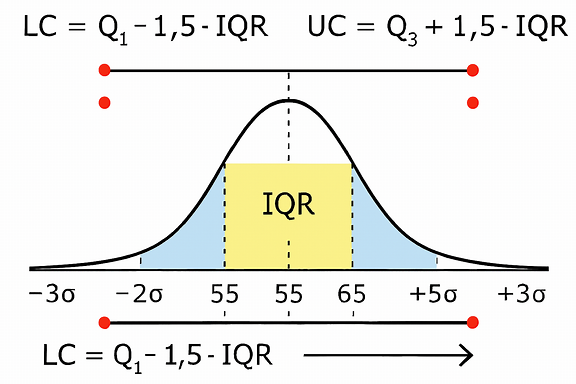 LC = Q₁ − 1,5 · IQR UC = Q₃ + 1,5 · IQR
IQR
−3σ −2σ 55 55 65 +5σ +3σ
LC = Q₁ − 1,5 · IQR